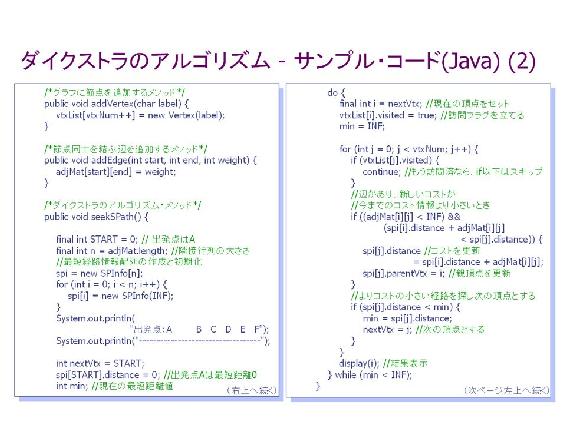 ダイクストラのアルゴリズム - サンプル・コード(Java) (2)
/*グラフに節点を追加するメソッド*/
public void addVertex(char label) {
vtxList[vtxNum++] = new Vertex(label);
}
/*節点同士を結ぶ辺を追加するメソッド*/
public void addEdge(int start, int end, int weight) {
adjMat[start][end] = weight;
}
/*ダイクストラのアルゴリズム・メソッド*/
public void seekSPath() {
final int START = 0; // 出発点はA
final int n = adjMat.length; //隣接行列の大きさ
//最短経路情報配列の作成と初期化
spi = new SPInfo[n];
for (int i = 0; i < n; i++) {
spi[i] = new SPInfo(INF);
}
System.out.println(
"出発点:A B C D E F");
System.out.println("------------------------------------");
int nextVtx = START;
spi[START].distance = 0; //出発点Aは最短距離0
int min; //現在の最短距離値
(右上へ続く)
do {
final int i = nextVtx; //現在の頂点をセット
vtxList[i].visited = true; //訪問フラグを立てる
min = INF;
for (int j = 0; j < vtxNum; j++) {
if (vtxList[j].visited)
continue; //もう訪問済なら、if以下はスキップ
//辺があり、新しいコストが
//今までのコスト情報より小さいとき
if ((adjMat[i][j] < INF) &&
(spi[i].distance + adjMat[i][j]
< spi[j].distance)) {
spi[j].distance //コストを更新
= spi[i].distance + adjMat[i][j];
spi[j].parentVtx = i; //親頂点を更新
}
//よりコストの小さい経路を探し次の頂点とする
if (spi[j].distance < min) {
min = spi[j].distance;
nextVtx = j; //次の頂点とする
}
}
display(i); //結果表示
} while (min < INF);
}
(次ページ左上へ続く)